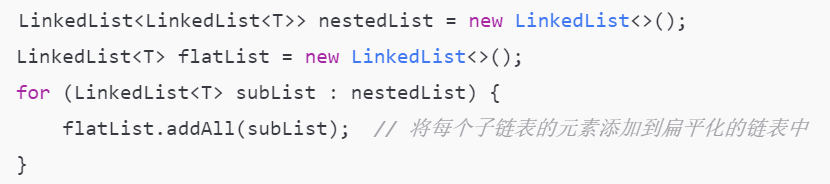 LinkedList<LinkedList<T>> nestedList = new LinkedList<>();
LinkedList<T> flatList = new LinkedList<>();
for (LinkedList<T> subList : nestedList) {
    flatList.addAll(subList);  // 将每个子链表的元素添加到扁平化的链表中
}